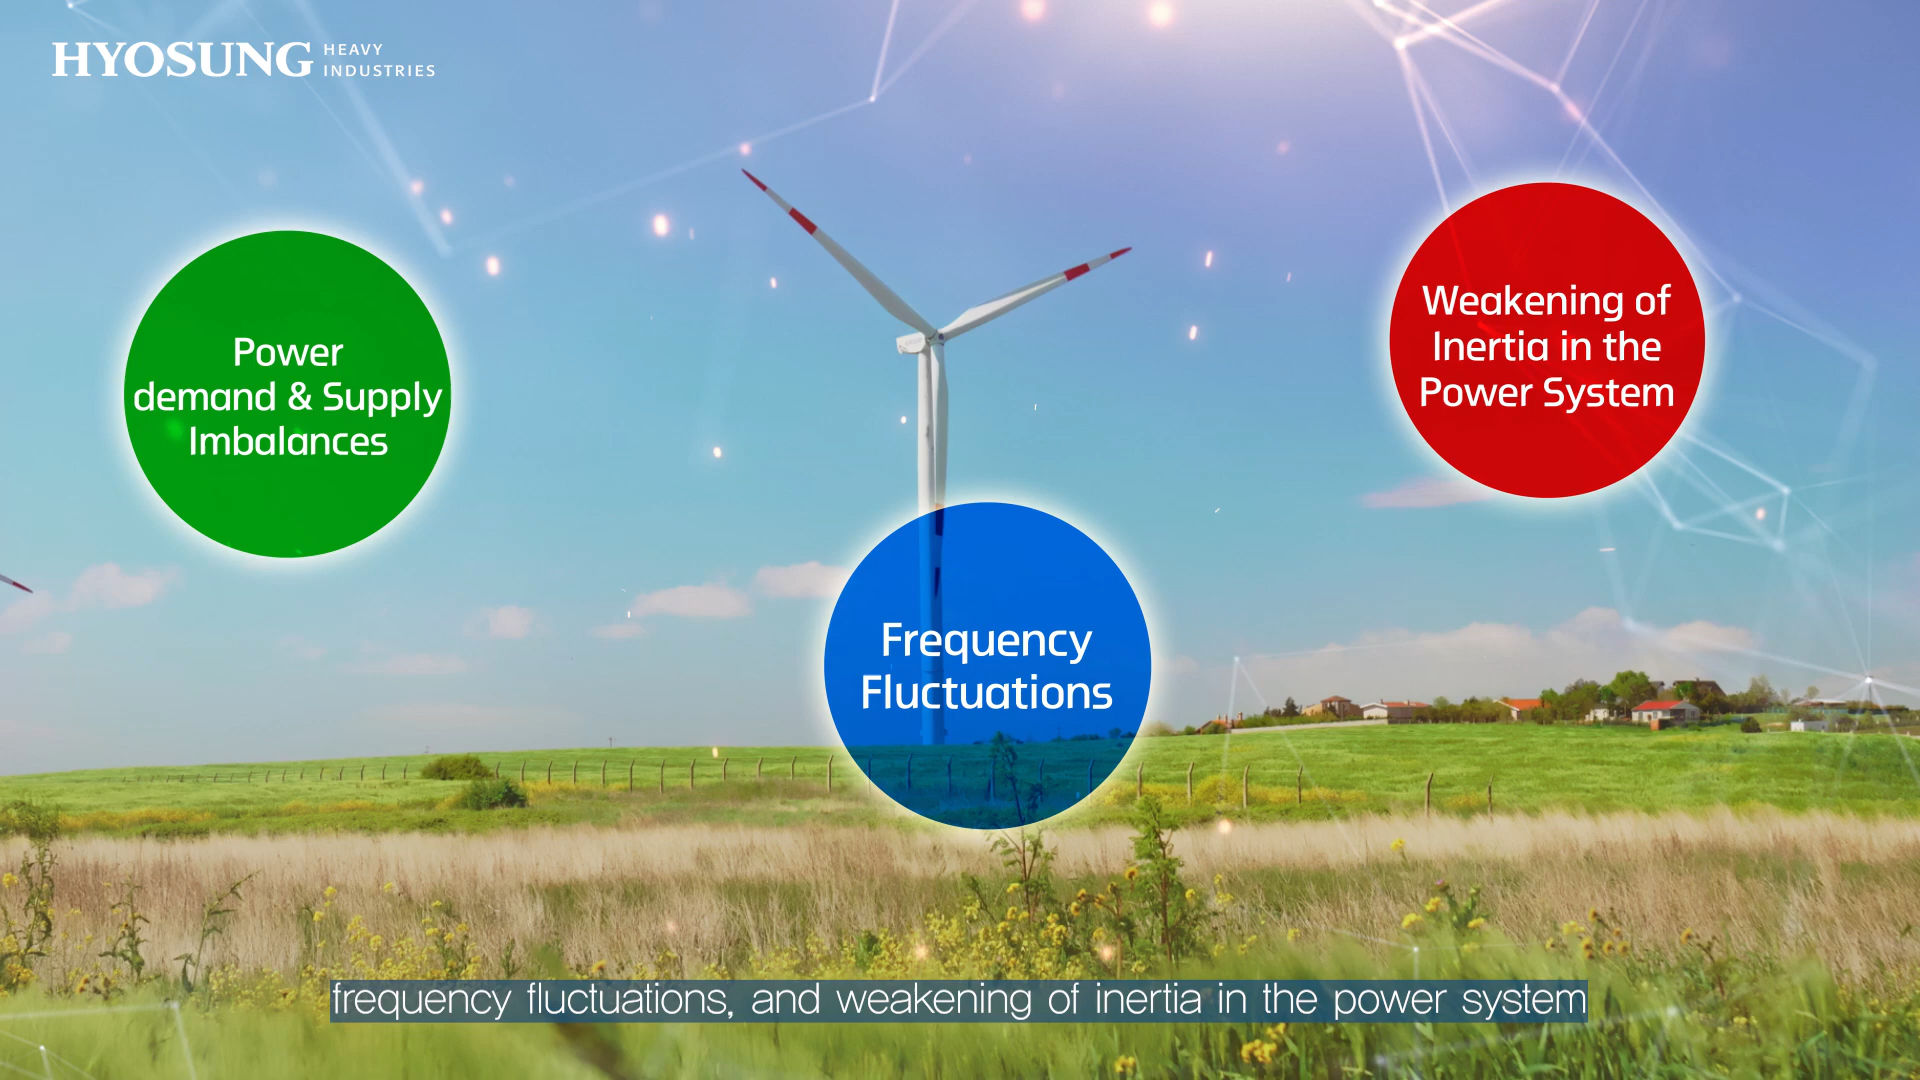 HYOSUNG HEAVY
INDUSTRIES
Power
demand & Supply
Imbalances
Frequency
Fluctuations
Weakening of
Inertia in the
Power System
frequency fluctuations, and weakening of inertia in the power system